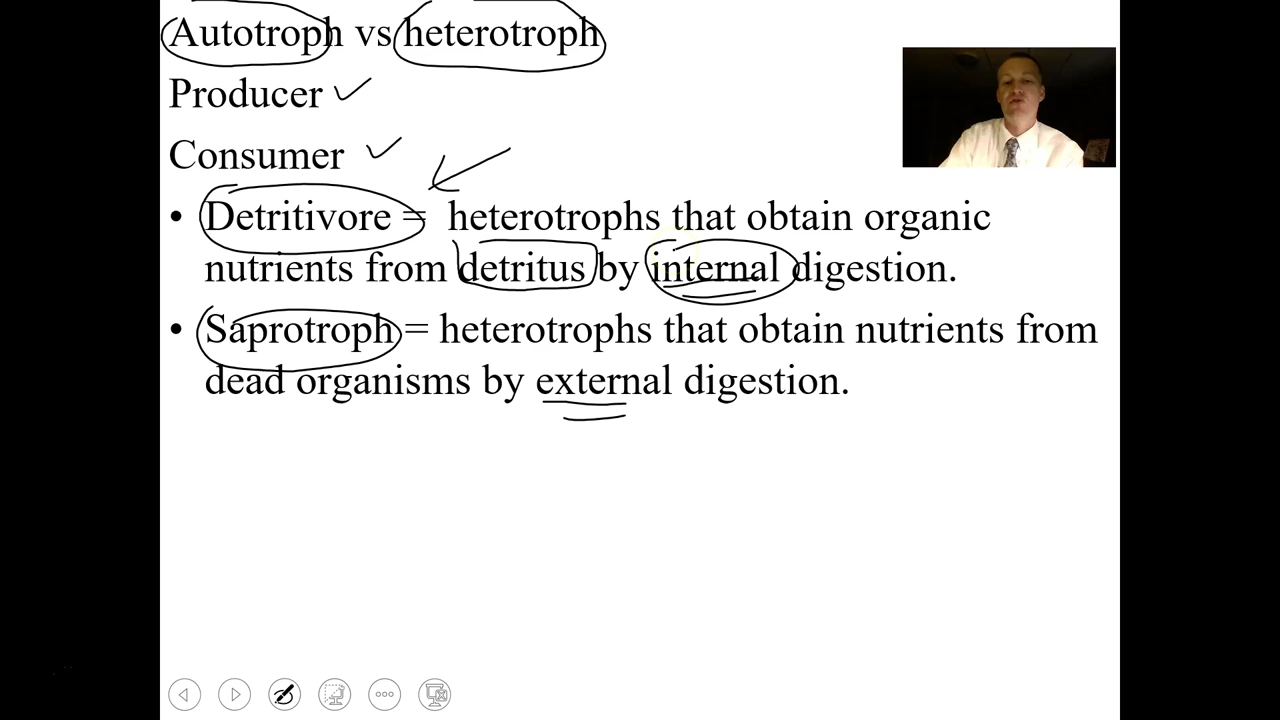 Autotroph vs heterotroph
Producer
Consumer
• Detritivore = heterotrophs that obtain organic
nutrients from detritus by internal digestion.
• Saprotroph = heterotrophs that obtain nutrients from
dead organisms by external digestion.